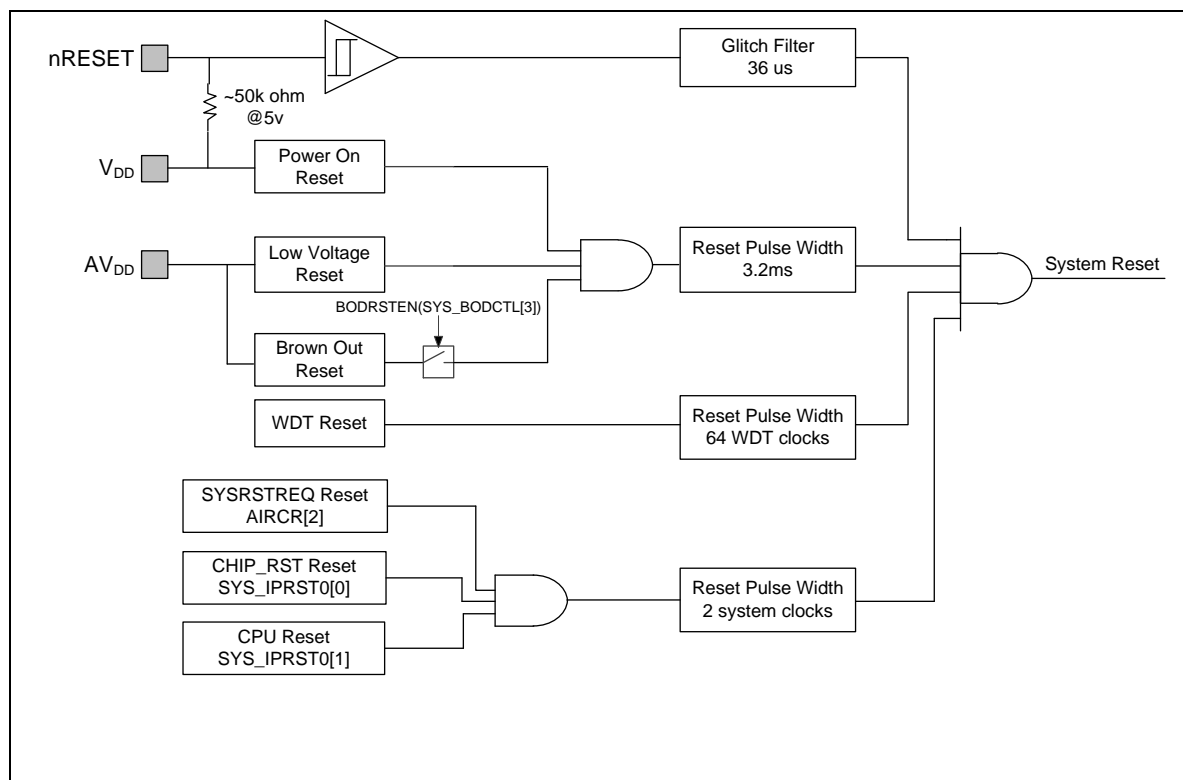 nRESET
Glitch Filter
36 us
~50k ohm
@5v
VDD
Power On
Reset
AVDD
Low Voltage
Reset
Reset Pulse Width
3.2ms
System Reset
BODRSTEN(SYS_BODCTL[3])
Brown Out
Reset
WDT Reset
Reset Pulse Width
64 WDT clocks
SYSRSTREQ Reset
AIRCR[2]
CHIP_RST Reset
SYS_IPRST0[0]
Reset Pulse Width
2 system clocks
CPU Reset
SYS_IPRST0[1]